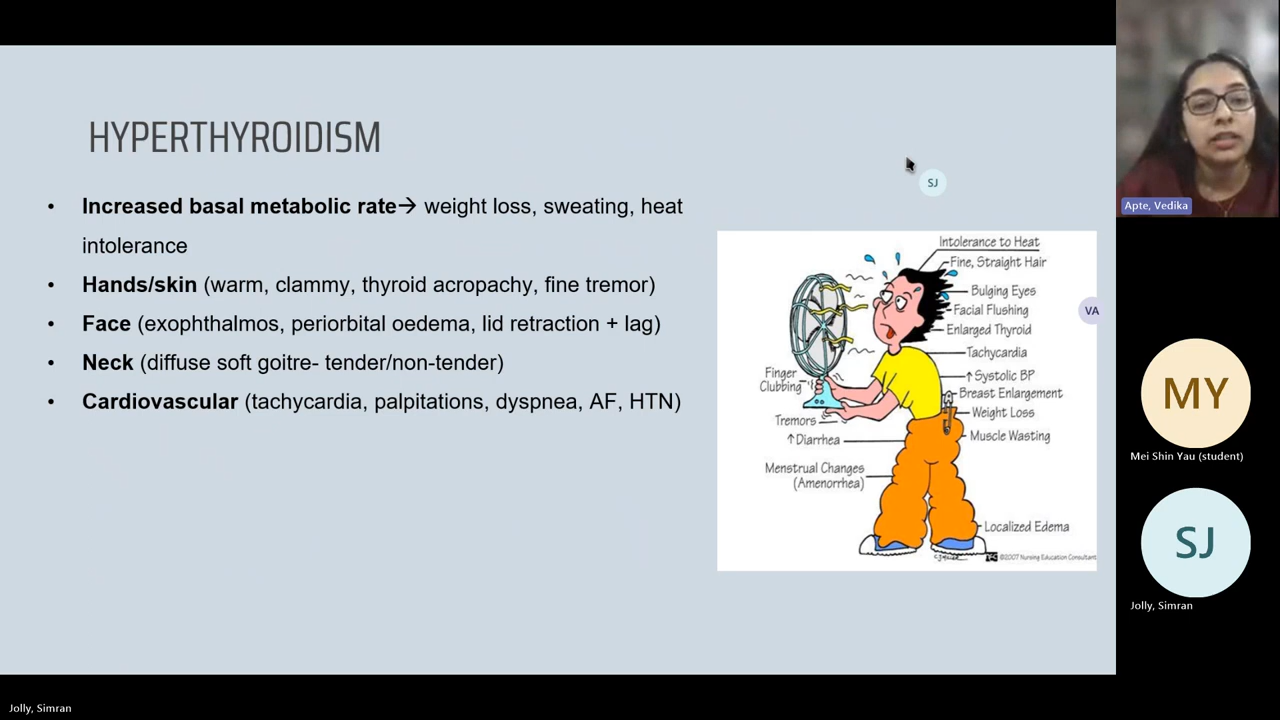 HYPERTHYROIDISM
• Increased basal metabolic rate→ weight loss, sweating, heat
intolerance
• Hands/skin (warm, clammy, thyroid acropachy, fine tremor)
• Face (exophthalmos, periorbital oedema, lid retraction + lag)
• Neck (diffuse soft goitre- tender/non-tender)
• Cardiovascular (tachycardia, palpitations, dyspnea, AF, HTN)
SJ
Intolerance to Heat
Fine, Straight Hair
Bulging Eyes
Facial Flushing
Enlarged Thyroid
Tachycardia
↑Systolic BP
Breast Enlargement
Weight Loss
Muscle Wasting
Localized Edema
Finger
Clubbing
Tremors
↑Diarrhea
Menstrual Changes
(Amenorrhea)
©2007 Nursing Education Consultant
VA
Apte, Vedika
MY
Mei Shin Yau (student)
SJ
Jolly, Simran
Jolly, Simran